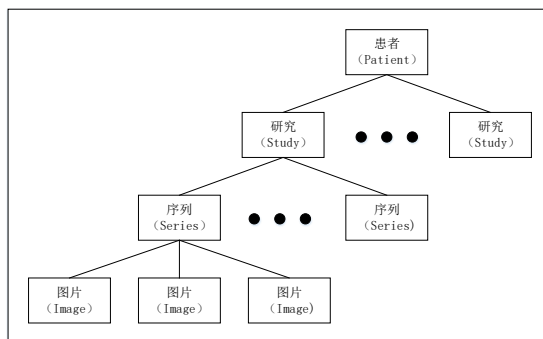 患者
（Patient）
研究
（Study）
研究
（Study）
序列
（Series）
序列
（Series)
图片
（Image）
图片
（Image）
图片
（Image)